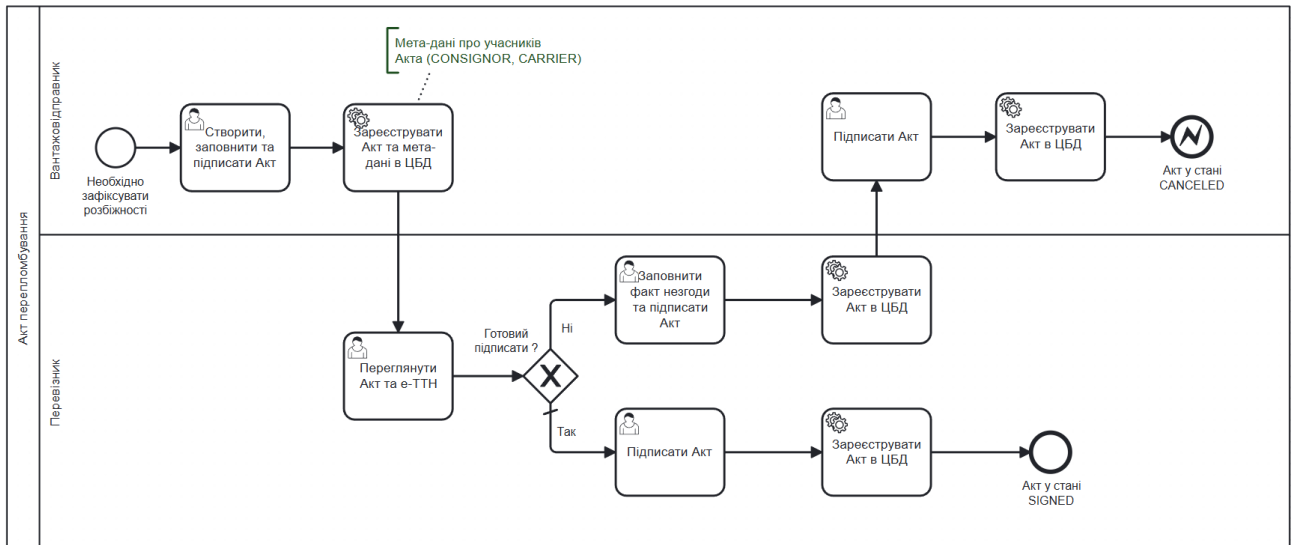 Акт перепломбування
Вантажовідправник
Мета-дані про учасників
Акта (CONSIGNOR, CARRIER)
Необхідно
зафіксувати
розбіжності
Створити,
заповнити та
підписати Акт
Зареєструвати
Акт та мета-
дані в ЦБД
Підписати Акт
Зареєструвати
Акт в ЦБД
Акт у стані
CANCELED
Перевізник
Переглянути
Акт та е-ТТН
Готовий
підписати ?
Ні
Заповнити
факт незгоди
та підписати
Акт
Зареєструвати
Акт в ЦБД
Так
Підписати Акт
Зареєструвати
Акт в ЦБД
Акт у стані
SIGNED